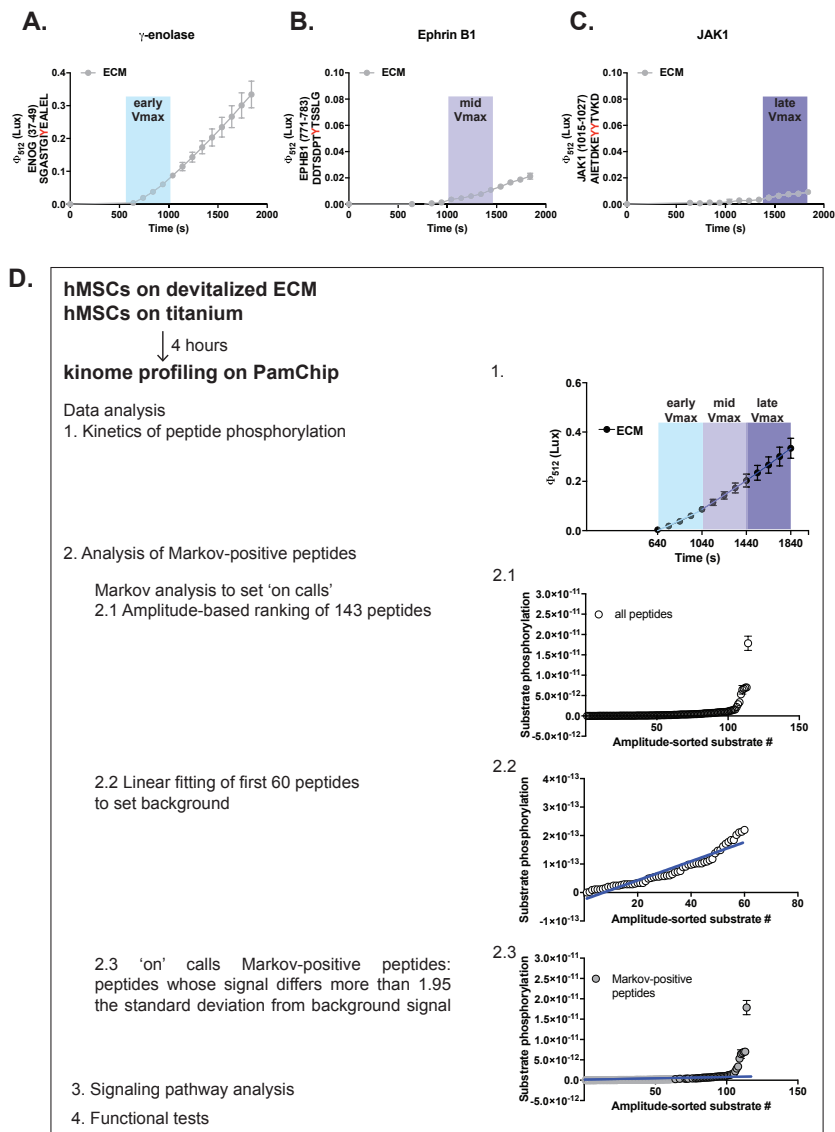 A.
γ-enolase
ECM
early
Vmax
Φ512 (Lux)
ENOG (37-49)
SGASTGIYEALEL
0.4
0.3
0.2
0.1
0.0
0
500
1000
1500
2000
Time (s)
B.
Ephrin B1
ECM
mid
Vmax
Φ512 (Lux)
EPHB1 (771-783)
DDTSDPTYTSSLG
0.10
0.08
0.06
0.04
0.02
0.00
0
500
1000
1500
2000
Time (s)
C.
JAK1
ECM
late
Vmax
Φ512 (Lux)
JAK1 (1015-1027)
AIETDKEYYTVKD
0.10
0.08
0.06
0.04
0.02
0.00
0
500
1000
1500
2000
Time (s)
D.
hMSCs on devitalized ECM
hMSCs on titanium
4 hours
kinome profiling on PamChip
Data analysis
1. Kinetics of peptide phosphorylation
1.
early
Vmax
mid
Vmax
late
Vmax
ECM
Φ512 (Lux)
0.6
0.4
0.2
0.0
640
1040
1440
1840
Time (s)
2. Analysis of Markov-positive peptides
Markov analysis to set ‘on calls’
2.1 Amplitude-based ranking of 143 peptides
2.1
Substrate phosphorylation
3.0×10-11
2.5×10-11
2.0×10-11
1.5×10-11
1.0×10-11
5.0×10-12
0.0
-5.0×10-12
all peptides
50
100
150
Amplitude-sorted substrate #
2.2 Linear fitting of first 60 peptides
to set background
2.2
Substrate phosphorylation
4×10-13
2×10-13
1×10-13
0
-1×10-13
20
40
60
80
Amplitude-sorted substrate #
2.3 ‘on’ calls Markov-positive peptides:
peptides whose signal differs more than 1.95
the standard deviation from background signal
2.3
Substrate phosphorylation
3.0×10-11
2.5×10-11
2.0×10-11
1.5×10-11
1.0×10-11
5.0×10-12
0.0
-5.0×10-12
Markov-positive
peptides
50
100
150
Amplitude-sorted substrate #
3. Signaling pathway analysis
4. Functional tests